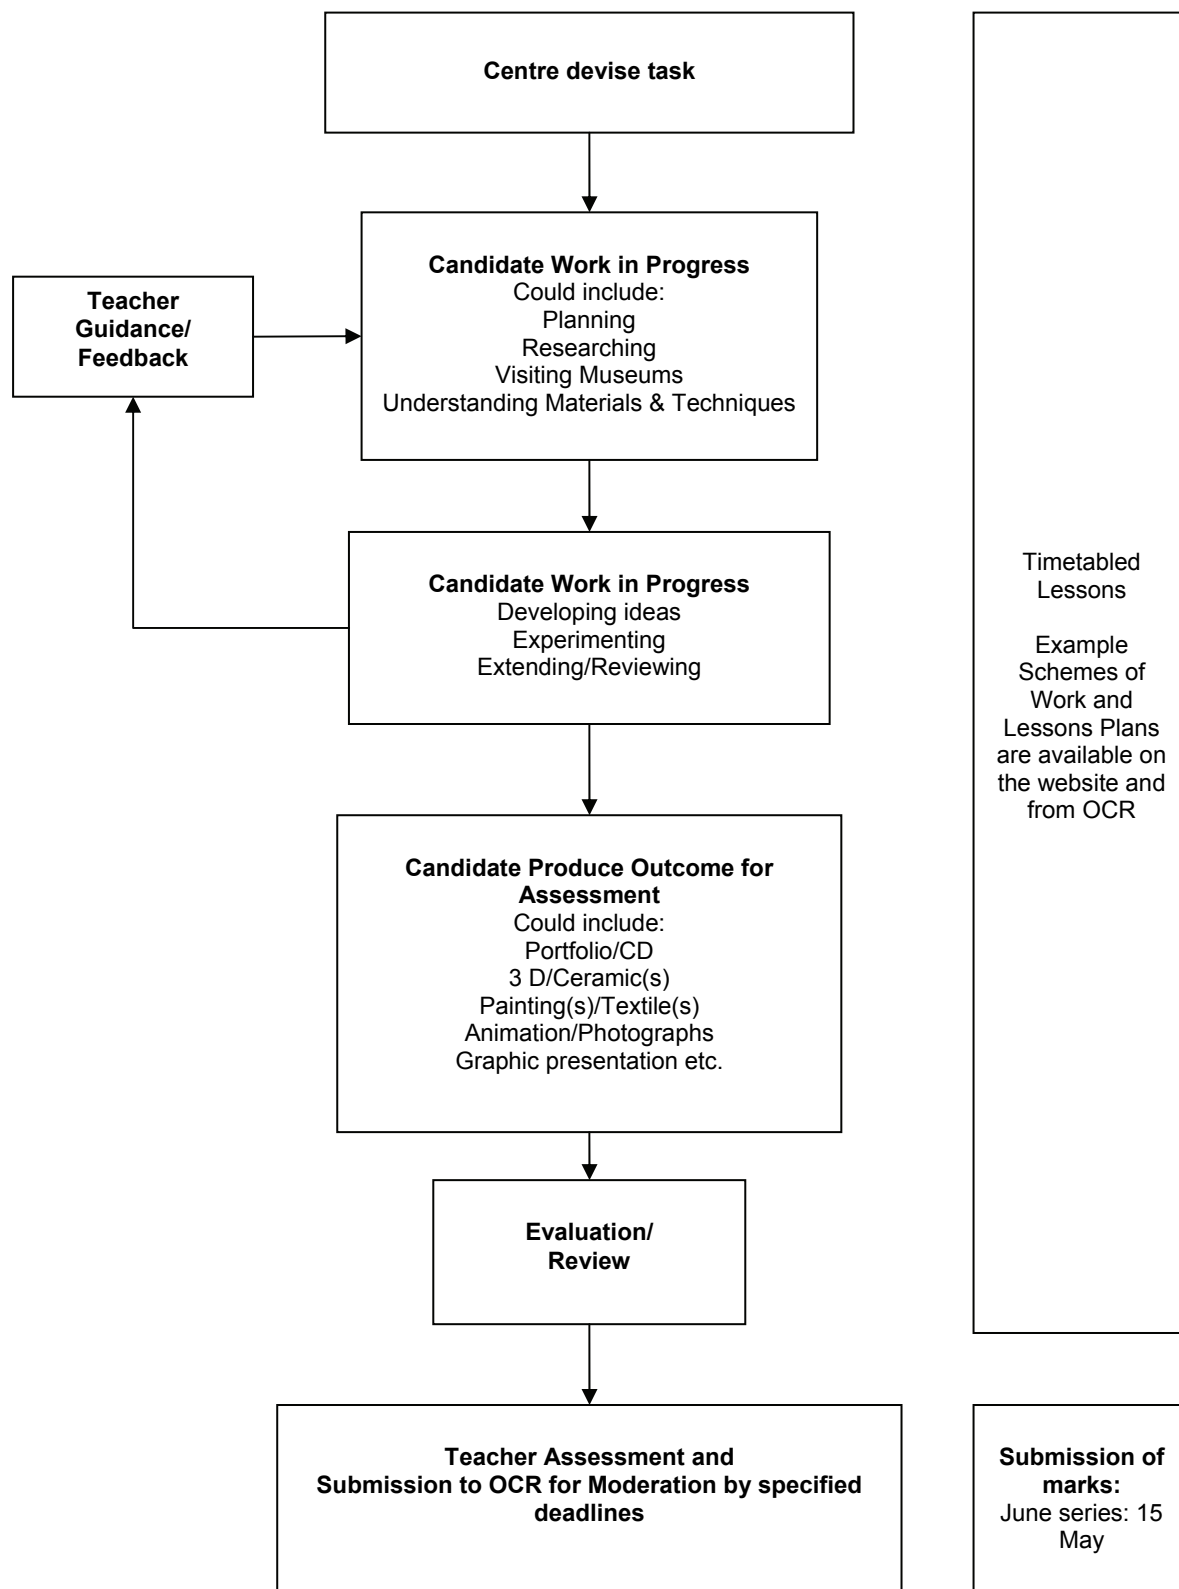 Centre devise task
Candidate Work in Progress
Could include:
Planning
Researching
Visiting Museums
Understanding Materials & Techniques
Teacher
Guidance/
Feedback
Candidate Work in Progress
Developing ideas
Experimenting
Extending/Reviewing
Candidate Produce Outcome for
Assessment
Could include:
Portfolio/CD
3 D/Ceramic(s)
Painting(s)/Textile(s)
Animation/Photographs
Graphic presentation etc.
Evaluation/
Review
Teacher Assessment and
Submission to OCR for Moderation by specified
deadlines
Timetabled
Lessons
Example
Schemes of
Work and
Lessons Plans
are available on
the website and
from OCR
Submission of
marks:
June series: 15
May